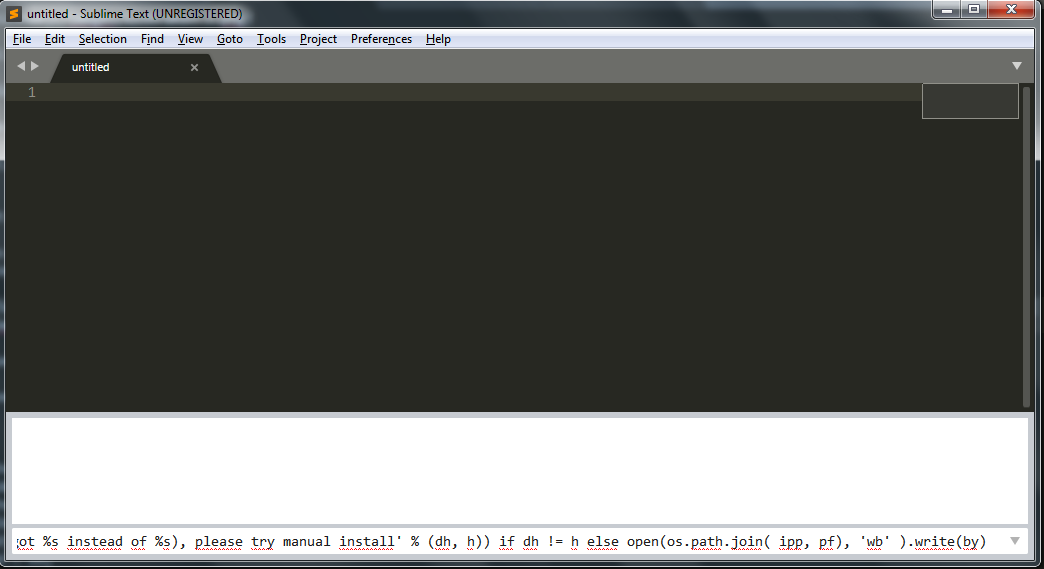 untitled - Sublime Text (UNREGISTERED)
File Edit Selection Find View Goto Tools Project Preferences Help
untitled
1
got %s instead of %s), please try manual install' % (dh, h)) if dh != h else open(os.path.join( ipp, pf), 'wb' ).write(by)